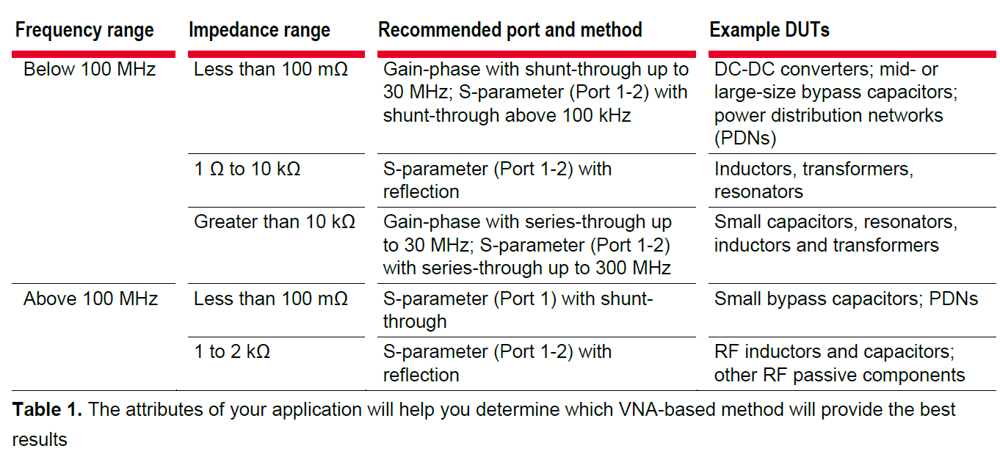 Frequency range
Impedance range
Recommended port and method
Example DUTs
Below 100 MHz
Less than 100 mΩ
Gain-phase with shunt-through up to
30 MHz; S-parameter (Port 1-2) with
shunt-through above 100 kHz
DC-DC converters; mid- or
large-size bypass capacitors;
power distribution networks
(PDNs)
1 Ω to 10 kΩ
S-parameter (Port 1-2) with
reflection
Inductors, transformers,
resonators
Greater than 10 kΩ
Gain-phase with series-through up
to 30 MHz; S-parameter (Port 1-2)
with series-through up to 300 MHz
Small capacitors, resonators,
inductors and transformers
Above 100 MHz
Less than 100 mΩ
S-parameter (Port 1) with shunt-
through
Small bypass capacitors; PDNs
1 to 2 kΩ
S-parameter (Port 1-2) with
reflection
RF inductors and capacitors;
other RF passive components
Table 1. The attributes of your application will help you determine which VNA-based method will provide the best
results